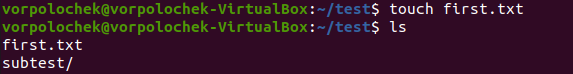 vorpolochek@vorpolochek-VirtualBox:~/test$ touch first.txt
vorpolochek@vorpolochek-VirtualBox:~/test$ ls
first.txt
subtest/